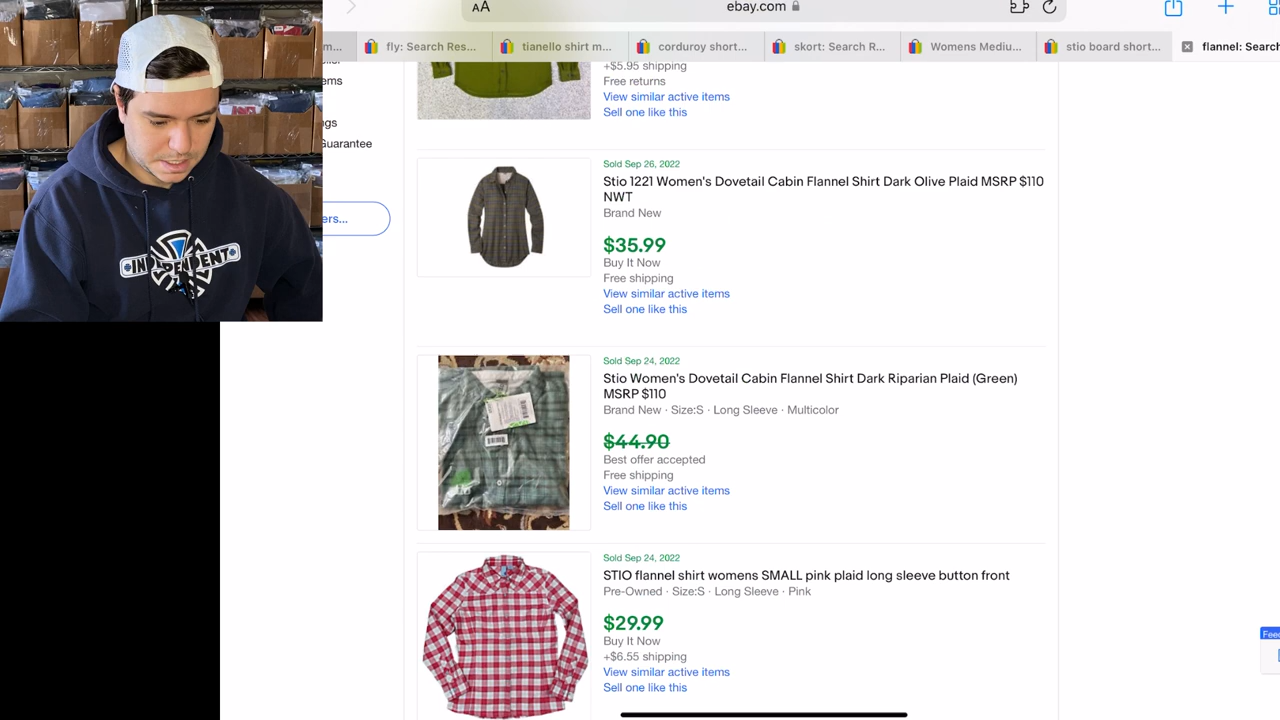 AA
ebay.com
m...
fly: Search Res...
tianello shirt m...
corduroy short...
skort: Search R...
Womens Mediu...
stio board short...
flannel: Search
+$5.95 shipping
Free returns
View similar active items
Sell one like this
ems
ngs
Guarantee
ers...
INDEPENDENT
Sold Sep 26, 2022
Stio 1221 Women's Dovetail Cabin Flannel Shirt Dark Olive Plaid MSRP $110
NWT
Brand New
$35.99
Buy It Now
Free shipping
View similar active items
Sell one like this
Sold Sep 24, 2022
Stio Women's Dovetail Cabin Flannel Shirt Dark Riparian Plaid (Green)
MSRP $110
Brand New · Size:S · Long Sleeve · Multicolor
$44.90
Best offer accepted
Free shipping
View similar active items
Sell one like this
stio
Sold Sep 24, 2022
STIO flannel shirt womens SMALL pink plaid long sleeve button front
Pre-Owned · Size:S · Long Sleeve · Pink
$29.99
Buy It Now
+$6.55 shipping
View similar active items
Sell one like this
Feed